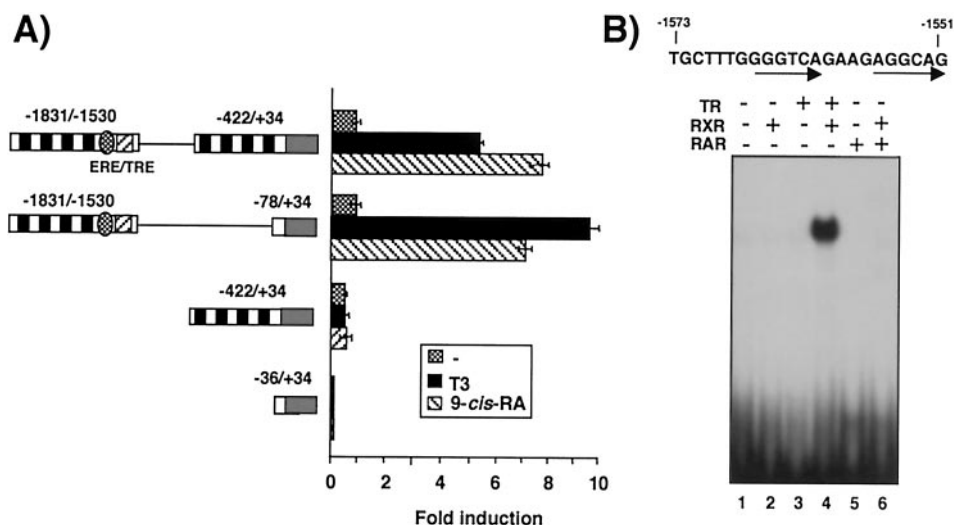 A)
-1831/-1530
-422/+34
ERE/TRE
-1831/-1530
-78/+34
-422/+34
-36/+34
-
T3
9-cis-RA
0 2 4 6 8 10
Fold induction
B)
-1573
-1551
TGCTTTGGGGTCAGAAGAGGCAG
TR - - + + - -
RXR - + - + - +
RAR - - - - + +
1 2 3 4 5 6